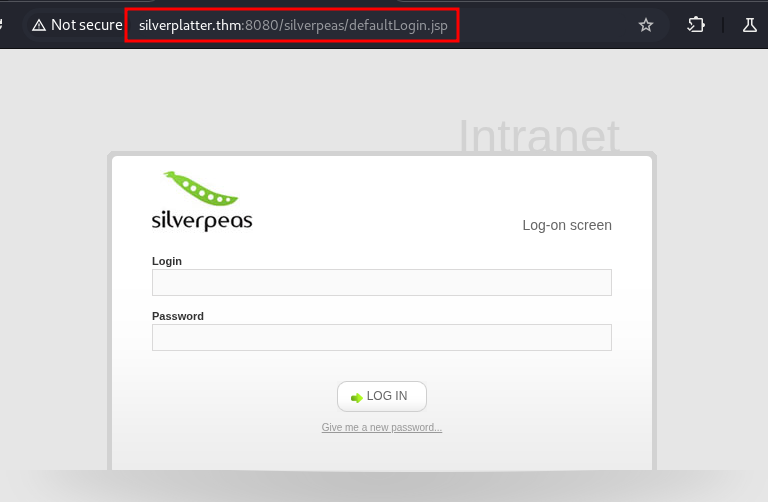 Not secure silverplatter.thm:8080/silverpeas/defaultLogin.jsp
Intranet
silverpeas
Log-on screen
Login
Password
LOG IN
Give me a new password...